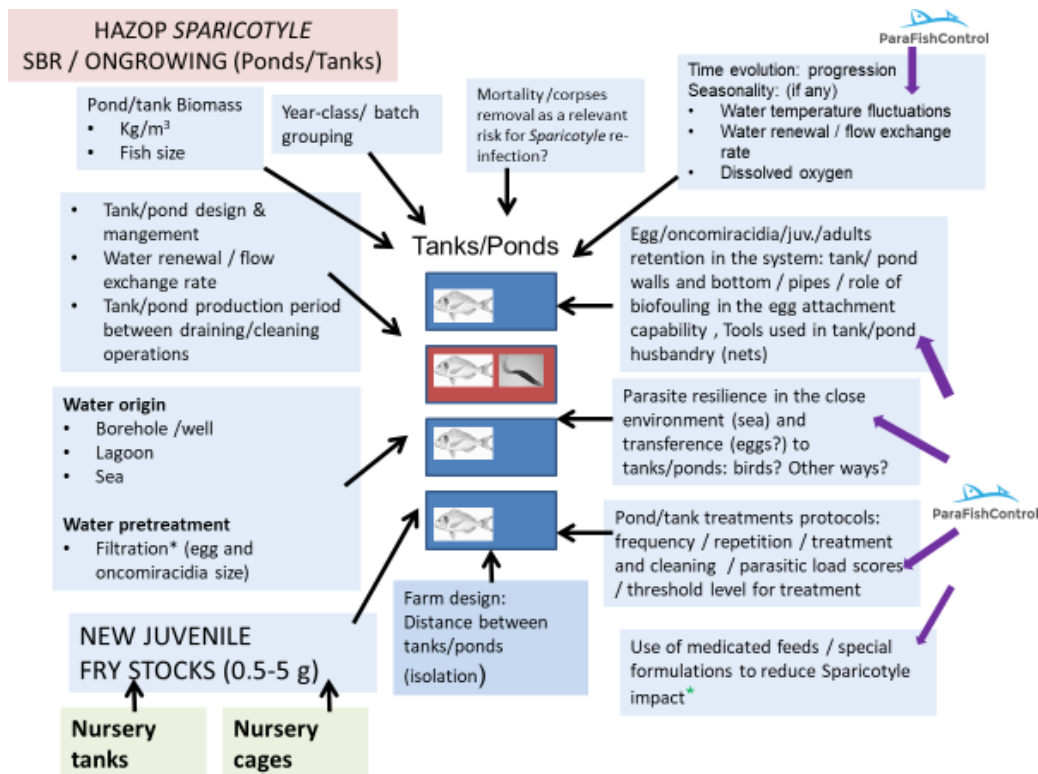 HAZOP SPARICOTYLE
SBR / ONGROWING (Ponds/Tanks)
ParaFishControl
Pond/tank Biomass
• Kg/m³
• Fish size
Year-class/ batch
grouping
Mortality/corpses
removal as a relevant
risk for Sparicotyle re-
infection?
Time evolution: progression
Seasonality: (if any)
• Water temperature fluctuations
• Water renewal / flow exchange
rate
• Dissolved oxygen
• Tank/pond design &
mangement
• Water renewal / flow
exchange rate
• Tank/pond production period
between draining/cleaning
operations
Tanks/Ponds
Egg/oncomiracidia/juv./adults
retention in the system: tank/ pond
walls and bottom / pipes / role of
biofouling in the egg attachment
capability , Tools used in tank/pond
husbandry (nets)
Water origin
• Borehole /well
• Lagoon
• Sea
Water pretreatment
• Filtration* (egg and
oncomiracidia size)
Parasite resilience in the close
environment (sea) and
transference (eggs?) to
tanks/ponds: birds? Other ways?
ParaFishControl
Pond/tank treatments protocols:
frequency / repetition / treatment
and cleaning / parasitic load scores
/ threshold level for treatment
Farm design:
Distance between
tanks/ponds
(isolation)
NEW JUVENILE
FRY STOCKS (0.5-5 g)
Use of medicated feeds / special
formulations to reduce Sparicotyle
impact*
Nursery
tanks
Nursery
cages